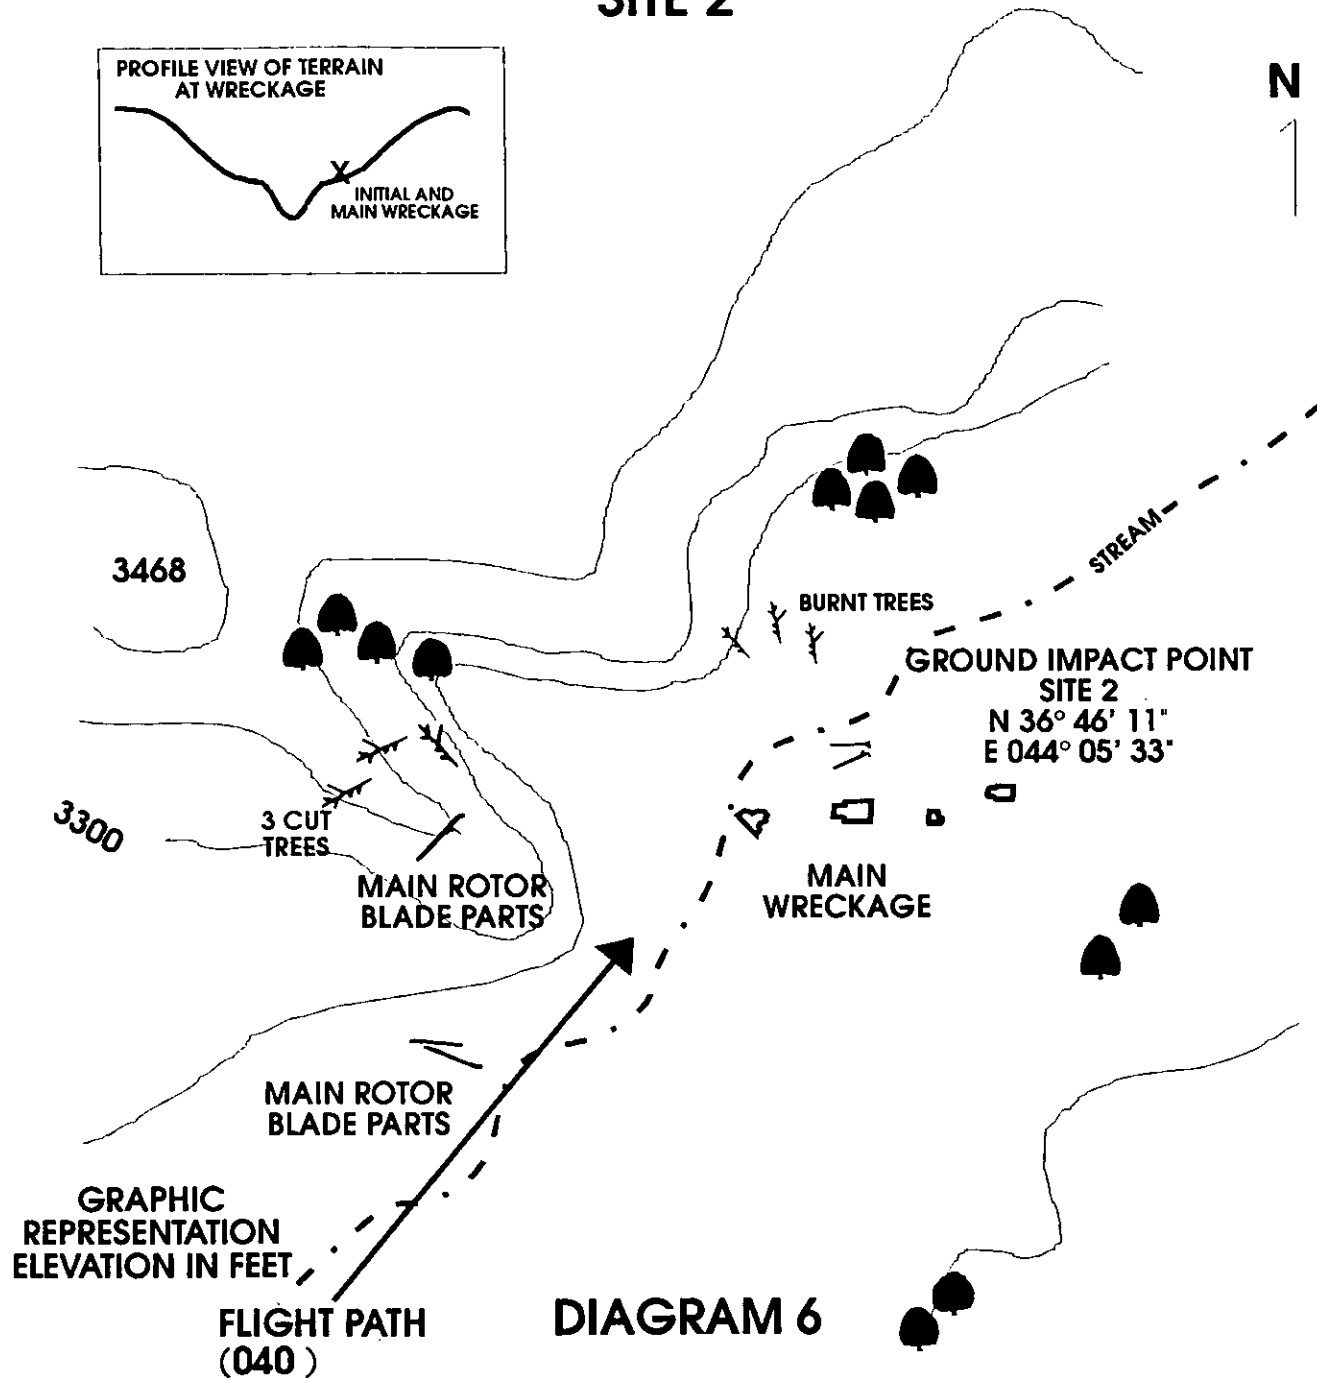 SITE 2
PROFILE VIEW OF TERRAIN
AT WRECKAGE
X
INITIAL AND
MAIN WRECKAGE
N
3468
STREAM
BURNT TREES
GROUND IMPACT POINT
SITE 2
N 36° 46' 11"
E 044° 05' 33"
3300
3 CUT
TREES
MAIN ROTOR
BLADE PARTS
MAIN
WRECKAGE
MAIN ROTOR
BLADE PARTS
GRAPHIC
REPRESENTATION
ELEVATION IN FEET
FLIGHT PATH
(040 )
DIAGRAM 6